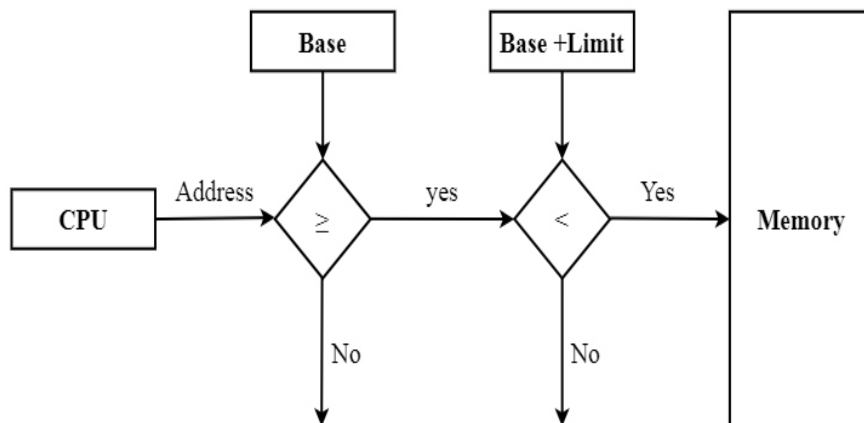 Base
Base +Limit
Address
CPU
≥
yes
<
Yes
Memory
No
No